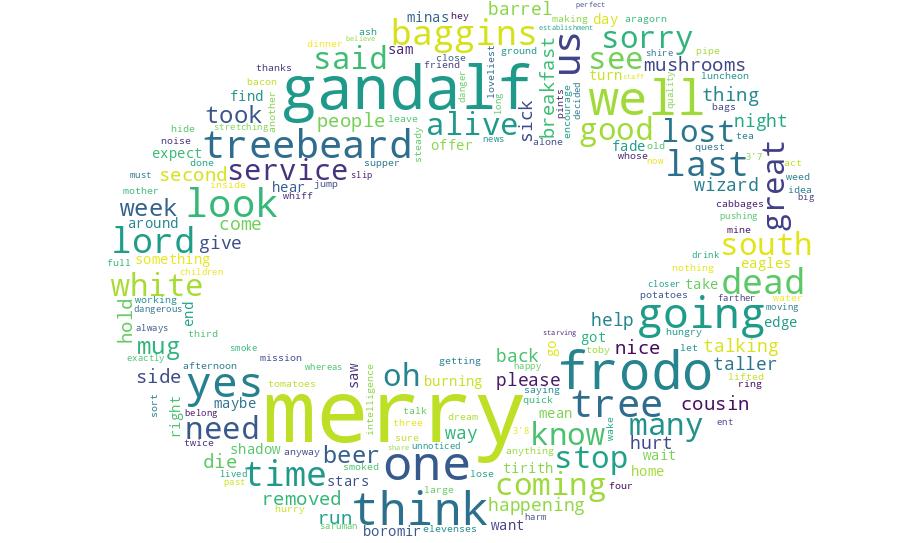 perfect
minas hey barrel
ash baggins making day aragorn
believe said sam close ground us sorry
dinner establishment
friend loveliest breakfast see shire pipe
thanks gandalf mushrooms
bacon danger long sick pints encourage decided turn staff quality luncheon
find another well thing
took people leave alive bags
hide stretching steady news alone good lost tea night
noise treebeard offer fade old quest
expect supper whose now last 3'7 act
done service slip wizard great weed
must second inside hear jump idea
mother whiff cabbages big
week look pushing
around come mine
lord give south
full something drink eagles
children nothing
white closer take dead
working potatoes farther water
hold dangerous end going moving
always third help edge
mug smoke starving got hungry let
exactly whereas getting toby nice talking
side afternoon mission back go frodo taller
saw oh happy lifted
yes tomatoes burning please saying ring
sort maybe intelligence quick tree cousin
right belong merry talk dream mean ent
need three way 3'8 know wake many
twice sure unnoticed anything hurt
shadow anyway share stop wait
die beer one tirith home
lived smoked lose
past time stars large coming four
removed think happening
hurry run want harm
saruman boromir elevenses